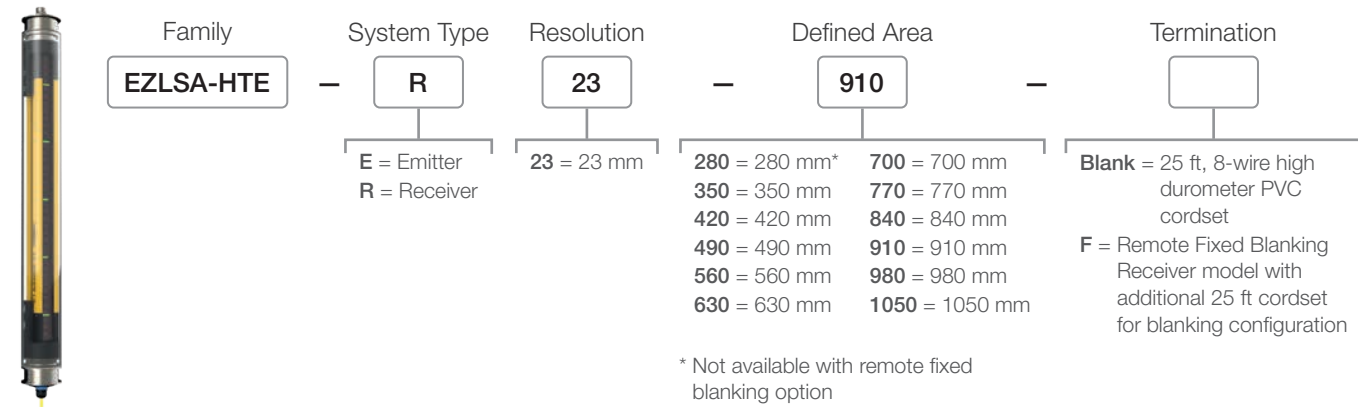 Family
System Type
Resolution
Defined Area
Termination
EZLSA-HTE – R 23 – 910 –
E = Emitter
R = Receiver
23 = 23 mm
280 = 280 mm*
350 = 350 mm
420 = 420 mm
490 = 490 mm
560 = 560 mm
630 = 630 mm
700 = 700 mm
770 = 770 mm
840 = 840 mm
910 = 910 mm
980 = 980 mm
1050 = 1050 mm
* Not available with remote fixed
blanking option
Blank = 25 ft, 8-wire high
durometer PVC
cordset
F = Remote Fixed Blanking
Receiver model with
additional 25 ft cordset
for blanking configuration